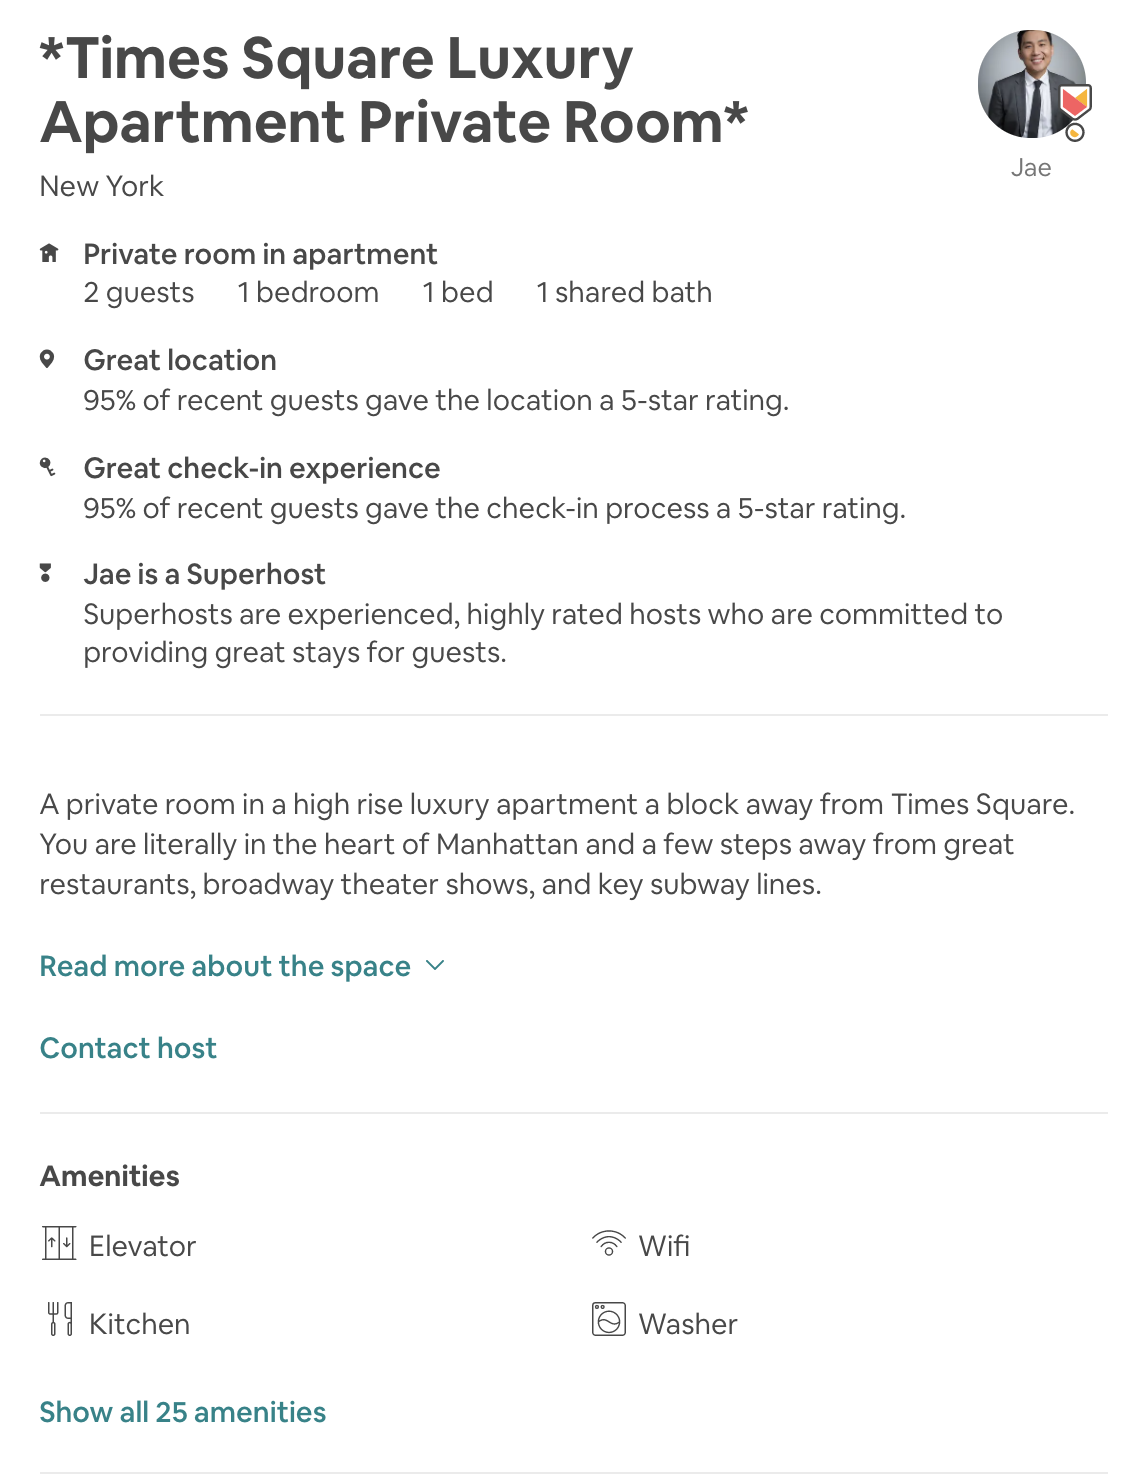 *Times Square Luxury
Apartment Private Room*
Jae
New York
Private room in apartment
2 guests 1 bedroom 1 bed 1 shared bath
Great location
95% of recent guests gave the location a 5-star rating.
Great check-in experience
95% of recent guests gave the check-in process a 5-star rating.
Jae is a Superhost
Superhosts are experienced, highly rated hosts who are committed to
providing great stays for guests.
A private room in a high rise luxury apartment a block away from Times Square.
You are literally in the heart of Manhattan and a few steps away from great
restaurants, broadway theater shows, and key subway lines.
Read more about the space
Contact host
Amenities
Elevator
Wifi
Kitchen
Washer
Show all 25 amenities